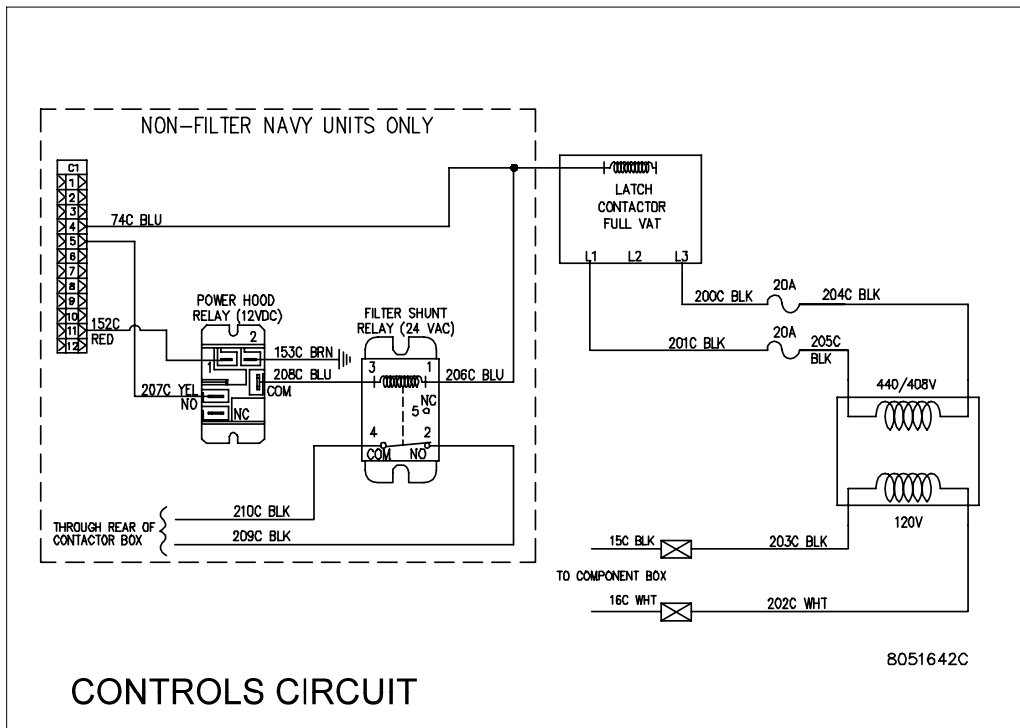 NON-FILTER NAVY UNITS ONLY
C1
1
2
3
4
5
6
7
8
9
10
11
12
74C BLU
152C
RED
POWER HOOD
RELAY (12VDC)
2
1
153C BRN
208C BLU
COM
207C YEL
NO
NC
FILTER SHUNT
RELAY (24 VAC)
3
1
206C BLU
NC
5
4
2
COM
NO
210C BLK
209C BLK
THROUGH REAR OF
CONTACTOR BOX
LATCH
CONTACTOR
FULL VAT
L1
L2
L3
200C BLK
20A
204C BLK
201C BLK
20A
205C
BLK
440/408V
120V
15C BLK
203C BLK
TO COMPONENT BOX
16C WHT
202C WHT
8051642C
CONTROLS CIRCUIT